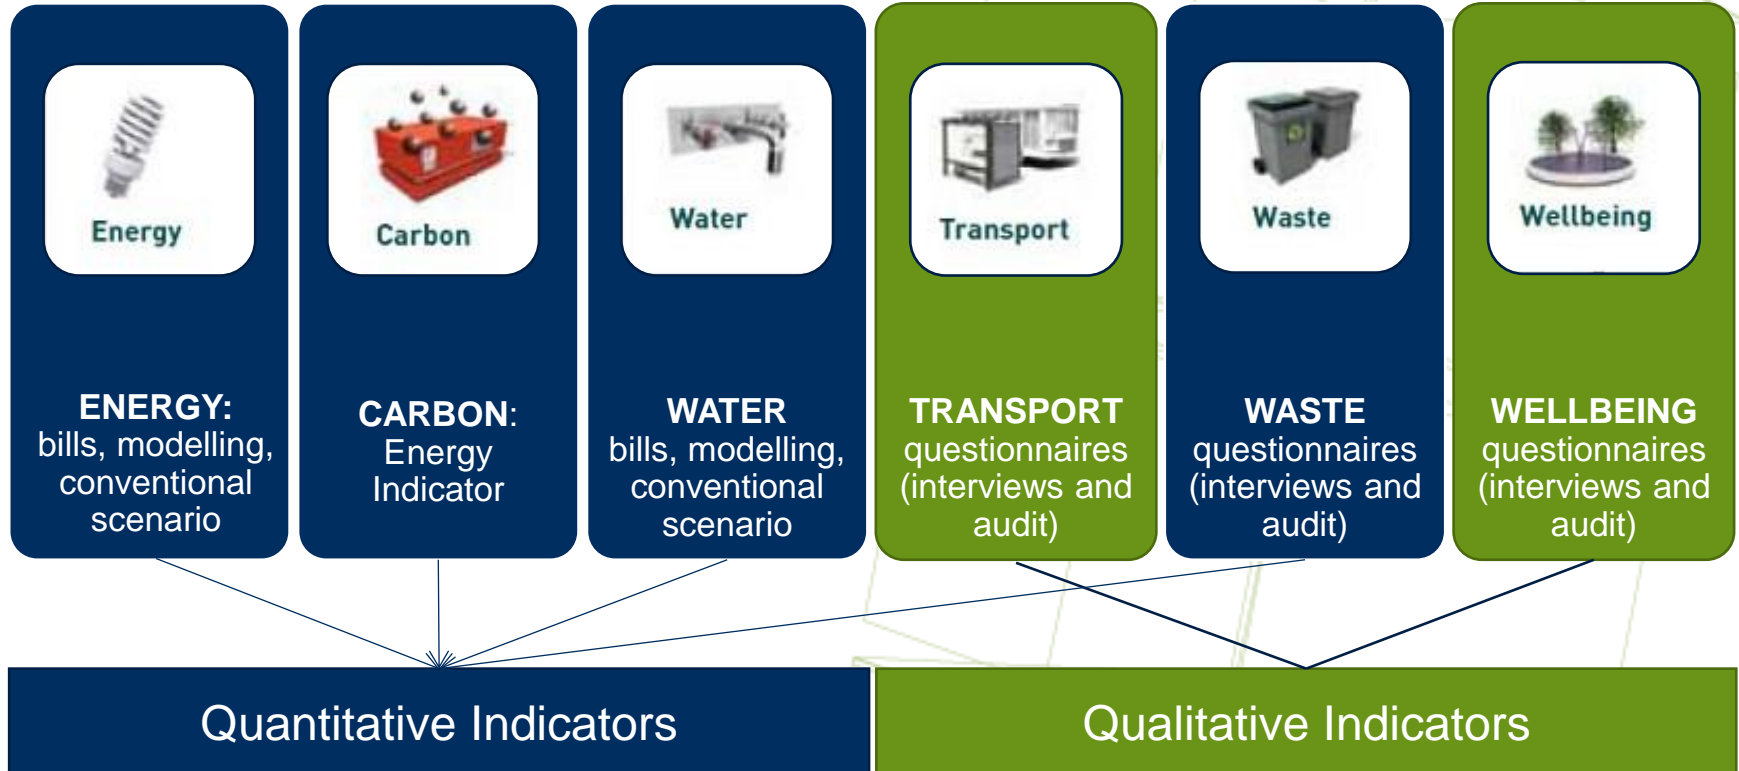 Energy
Carbon
Water
Transport
Waste
Wellbeing
ENERGY:
bills, modelling,
conventional
scenario
CARBON:
Energy
Indicator
WATER
bills, modelling,
conventional
scenario
TRANSPORT
questionnaires
(interviews and
audit)
WASTE
questionnaires
(interviews and
audit)
WELLBEING
questionnaires
(interviews and
audit)
Quantitative Indicators
Qualitative Indicators